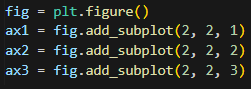 fig = plt.figure()
ax1 = fig.add_subplot(2, 2, 1)
ax2 = fig.add_subplot(2, 2, 2)
ax3 = fig.add_subplot(2, 2, 3)